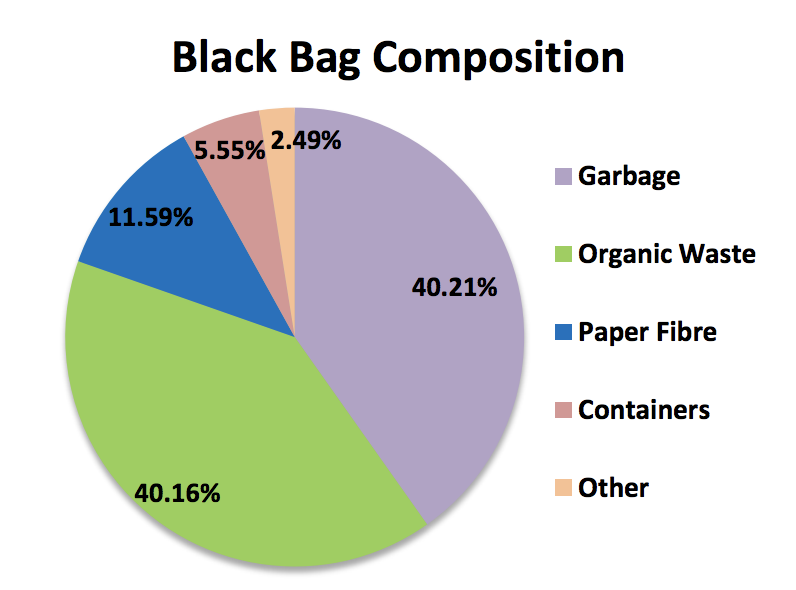 Black Bag Composition
2.49%
5.55%
11.59%
40.21%
40.16%
Garbage
Organic Waste
Paper Fibre
Containers
Other